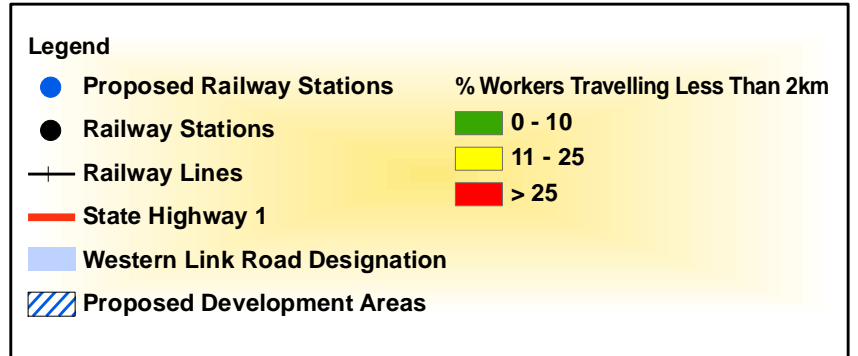 Legend
Proposed Railway Stations
Railway Stations
Railway Lines
State Highway 1
Western Link Road Designation
Proposed Development Areas
% Workers Travelling Less Than 2km
0 - 10
11 - 25
> 25